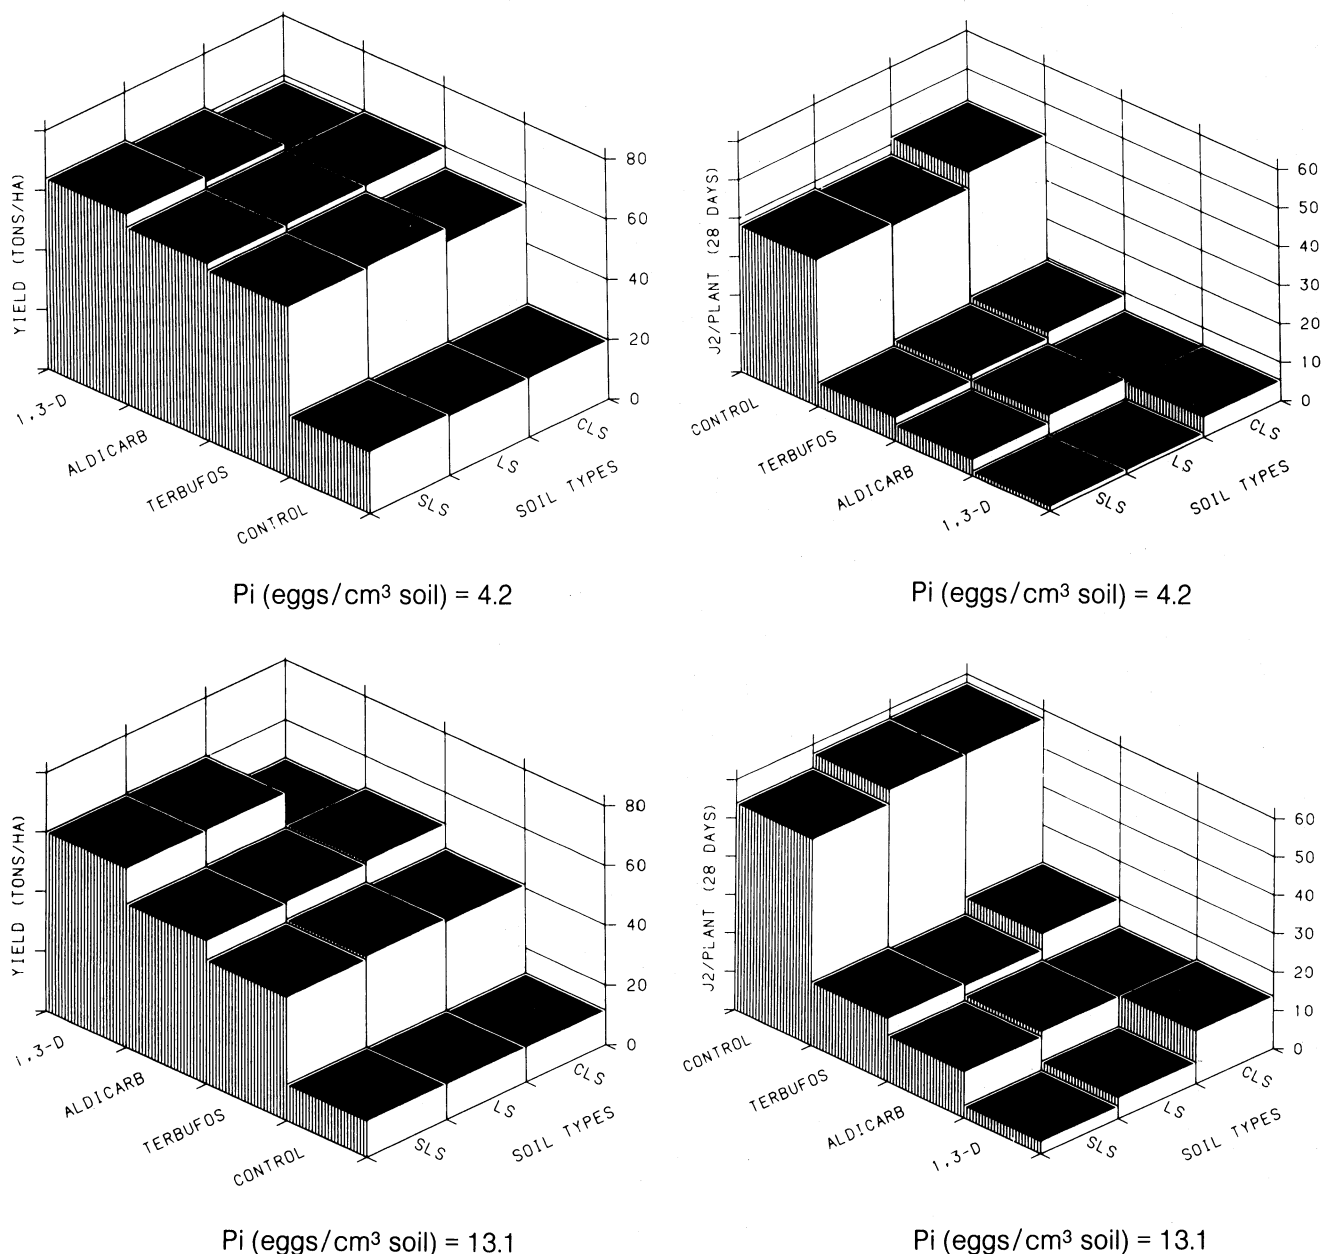 YIELD (TONS/HA)
80
60
40
20
0
1,3-D
ALDICARB
TERBUFOS
CONTROL
SLS
LS
CLS
SOIL TYPES
Pi (eggs/cm³ soil) = 4.2
J2/PLANT (28 DAYS)
60
50
40
30
20
10
0
CONTROL
TERBUFOS
ALDICARB
1,3-D
SLS
LS
CLS
SOIL TYPES
Pi (eggs/cm³ soil) = 4.2
YIELD (TONS/HA)
80
60
40
20
0
1,3-D
ALDICARB
TERBUFOS
CONTROL
SLS
LS
CLS
SOIL TYPES
Pi (eggs/cm³ soil) = 13.1
J2/PLANT (28 DAYS)
60
50
40
30
20
10
0
CONTROL
TERBUFOS
ALDICARB
1,3-D
SLS
LS
CLS
SOIL TYPES
Pi (eggs/cm³ soil) = 13.1